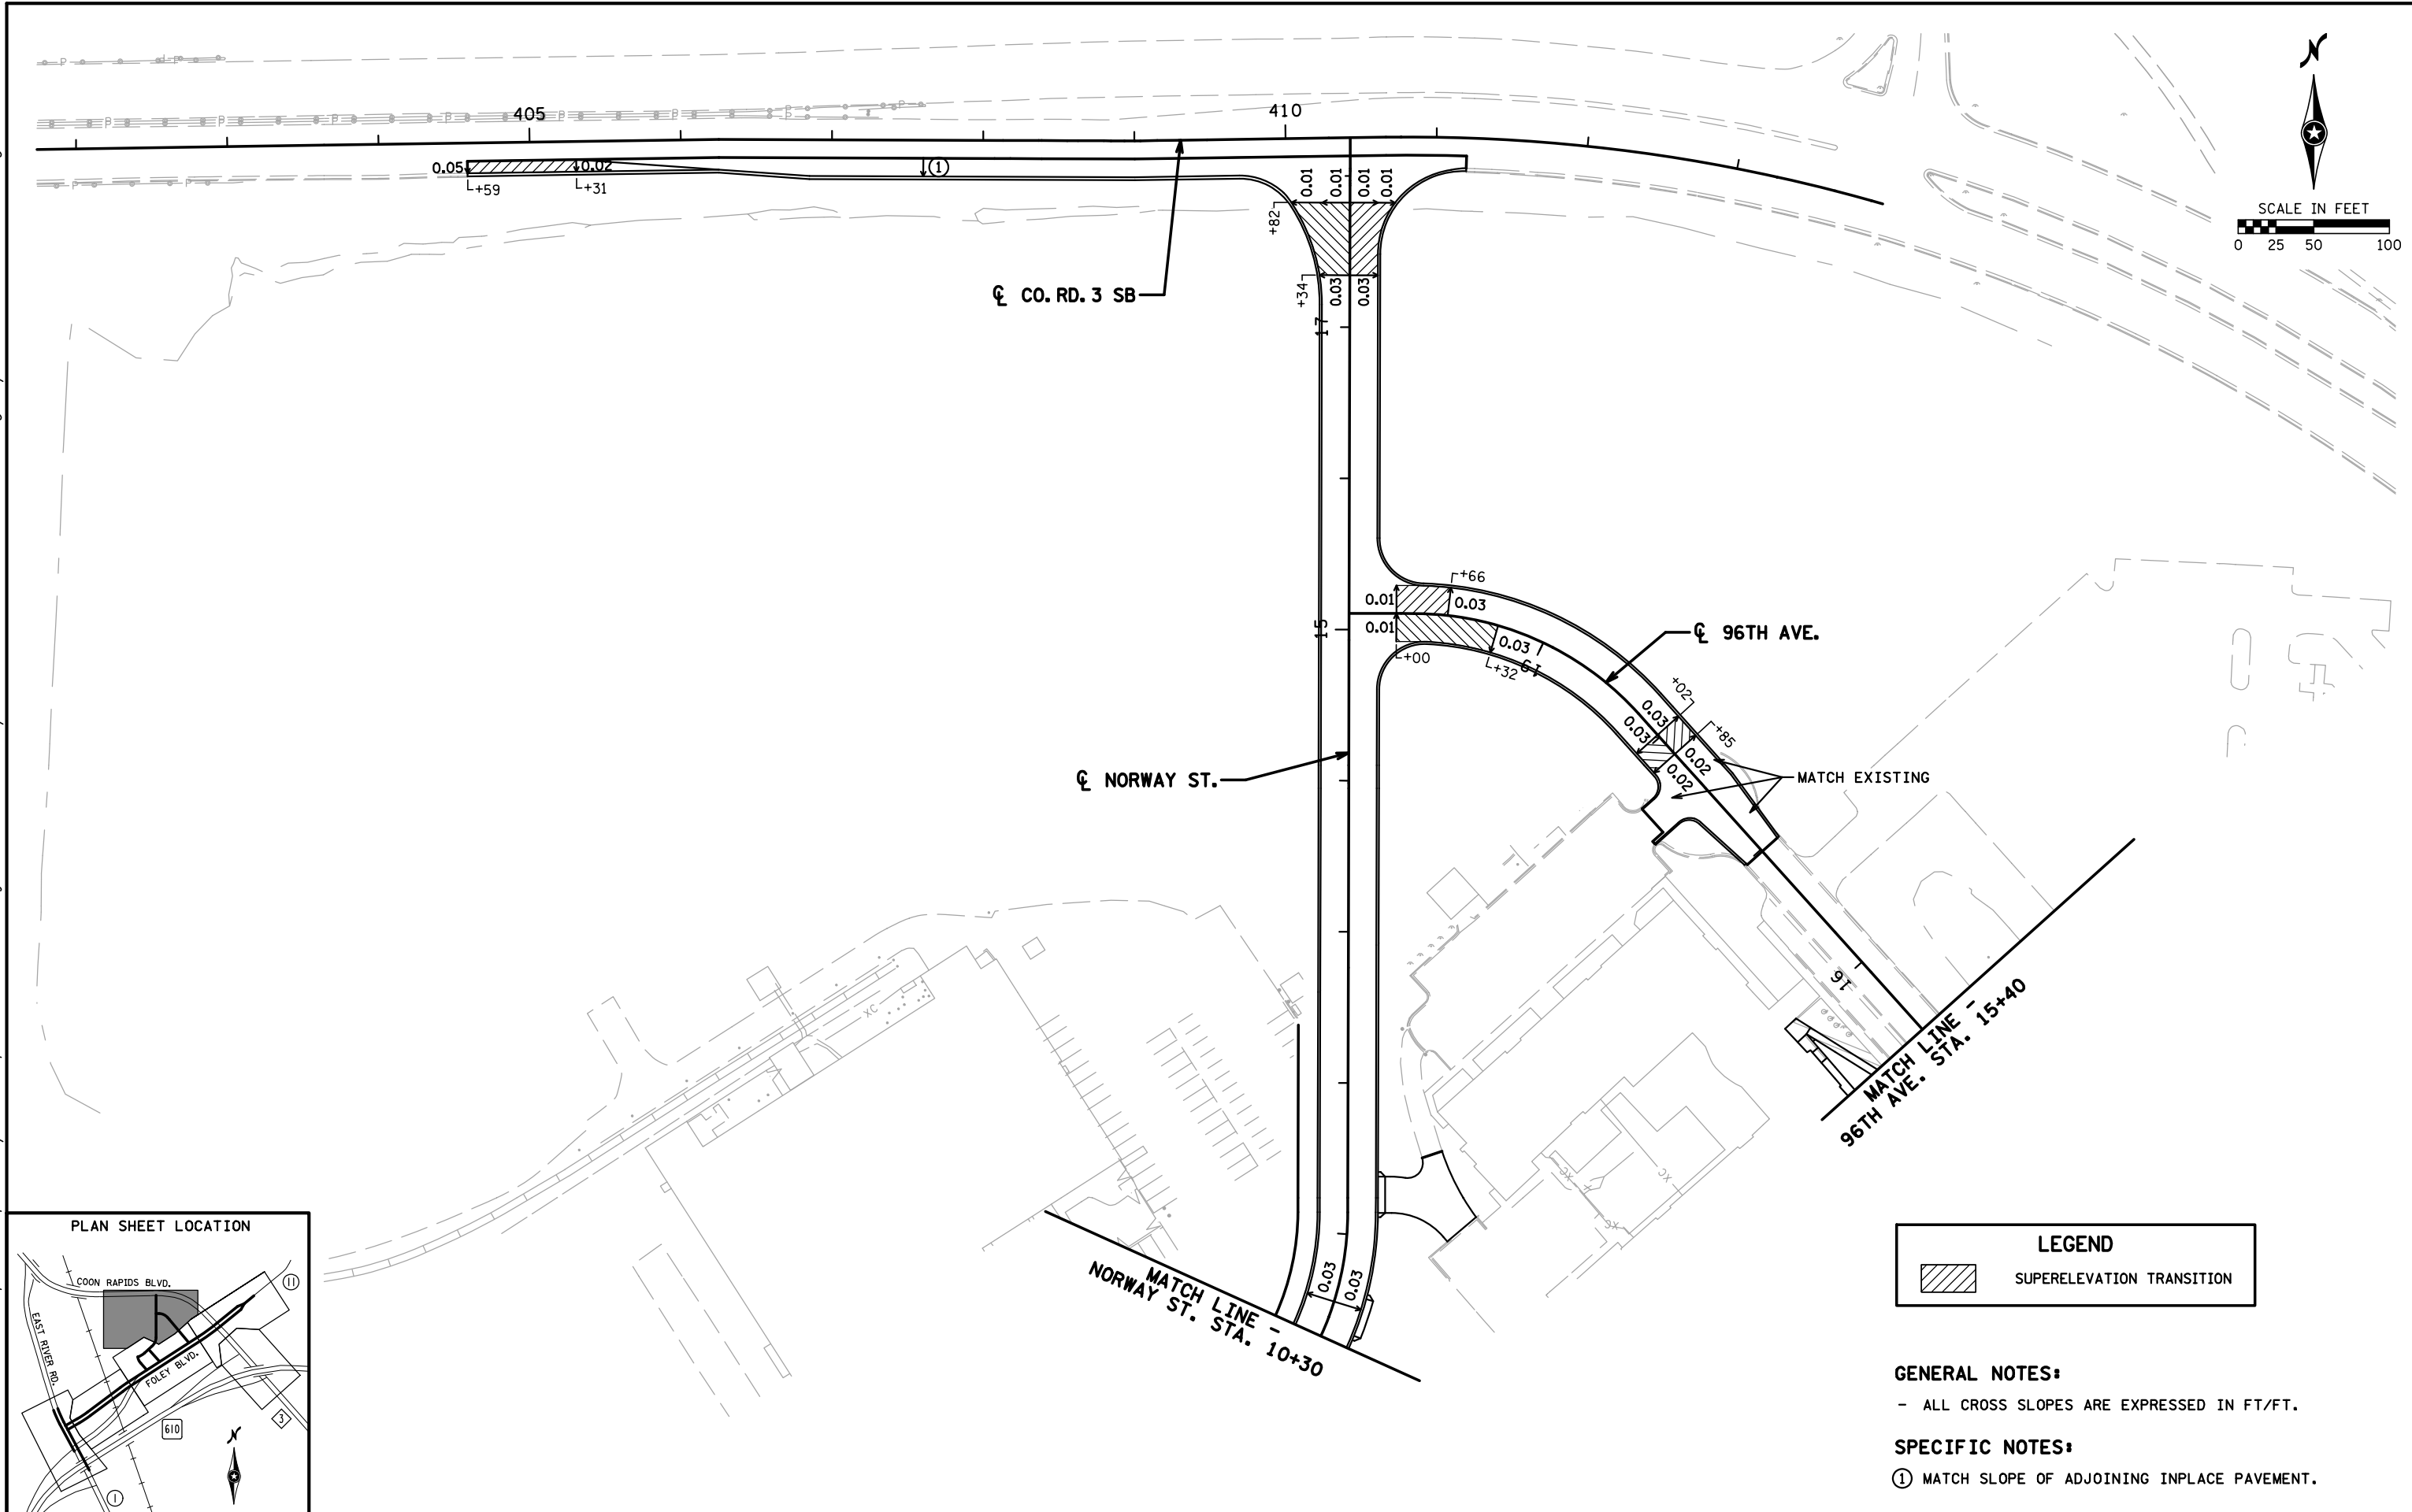 P
P
P
P
P
P
P
P
P
P
P
405
410
N
SCALE IN FEET
0 25 50 100
0.05
0.02
+59
+31
1
0.01
0.01
0.01
0.01
+82
+34
0.03
0.03
17
℄ CO. RD. 3 SB
0.01
0.01
+66
0.03
0.03
+00
+32
15
19
℄ 96TH AVE.
+02
0.03
0.03
+85
0.02
0.02
MATCH EXISTING
℄ NORWAY ST.
16
MATCH LINE -
96TH AVE. STA. 15+40
XC
XC
XC
XC
XC
0.03
0.03
MATCH LINE -
NORWAY ST. STA. 10+30
PLAN SHEET LOCATION
COON RAPIDS BLVD.
EAST RIVER RD.
FOLEY BLVD.
11
610
3
1
N
LEGEND
SUPERELEVATION TRANSITION
GENERAL NOTES:
- ALL CROSS SLOPES ARE EXPRESSED IN FT/FT.
SPECIFIC NOTES:
1 MATCH SLOPE OF ADJOINING INPLACE PAVEMENT.